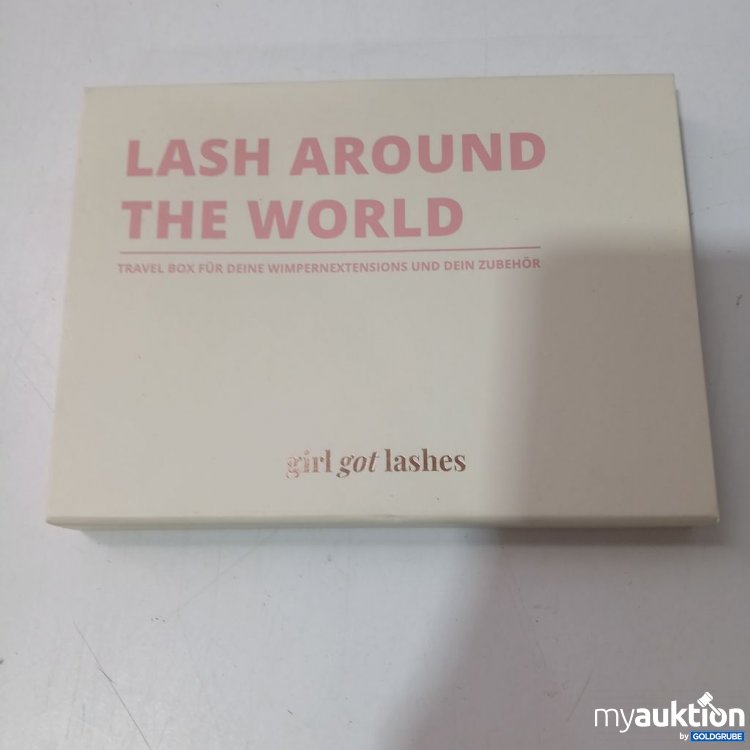 LASH AROUND
THE WORLD
TRAVEL BOX FÜR DEINE WIMPERNEXTENSIONS UND DEIN ZUBEHÖR
girl got lashes
myauktion
by GOLDGRUBE